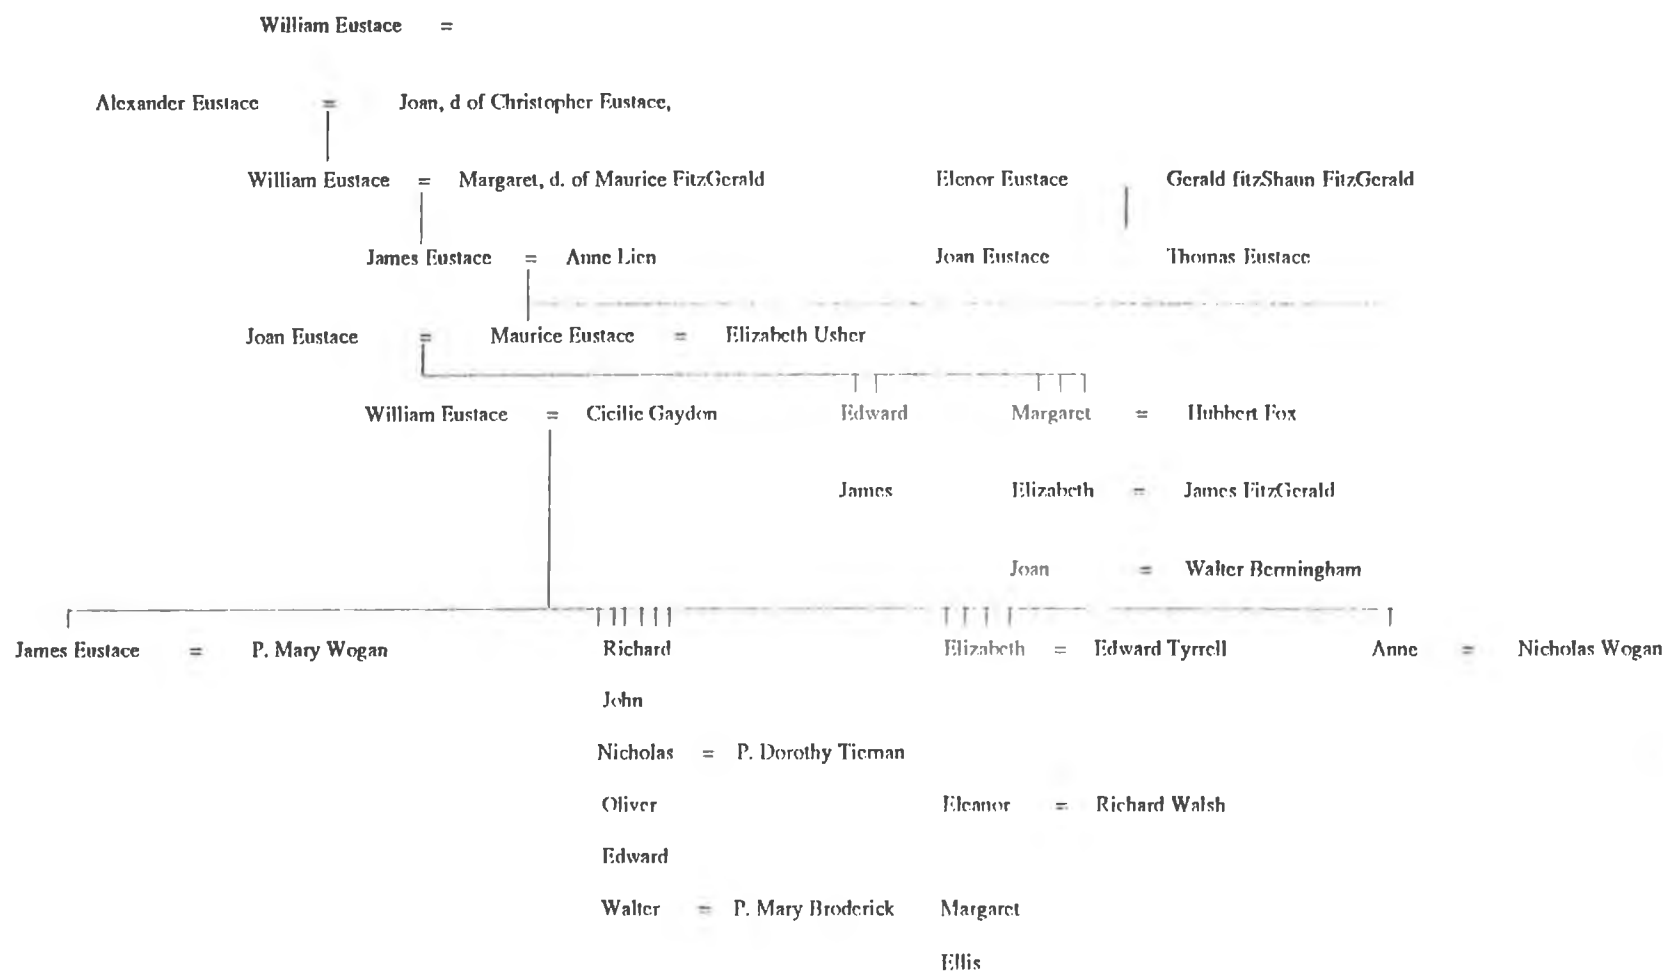 William Eustace =
Alexander Eustace = Joan, d of Christopher Eustace,
William Eustace = Margaret, d. of Maurice FitzGerald Elenor Eustace Gerald fitzShaun FitzGerald
James Eustace = Anne Lien Joan Eustace Thomas Eustace
Joan Eustace = Maurice Eustace = Elizabeth Usher
William Eustace = Cicilie Gaydon Edward Margaret = Hubbert Fox
James Elizabeth = James FitzGerald
Joan = Walter Bermingham
James Eustace = P. Mary Wogan Richard Elizabeth = Edward Tyrrell Anne = Nicholas Wogan
John
Nicholas = P. Dorothy Tiernan
Oliver Eleanor = Richard Walsh
Edward
Walter = P. Mary Broderick Margaret
Ellis